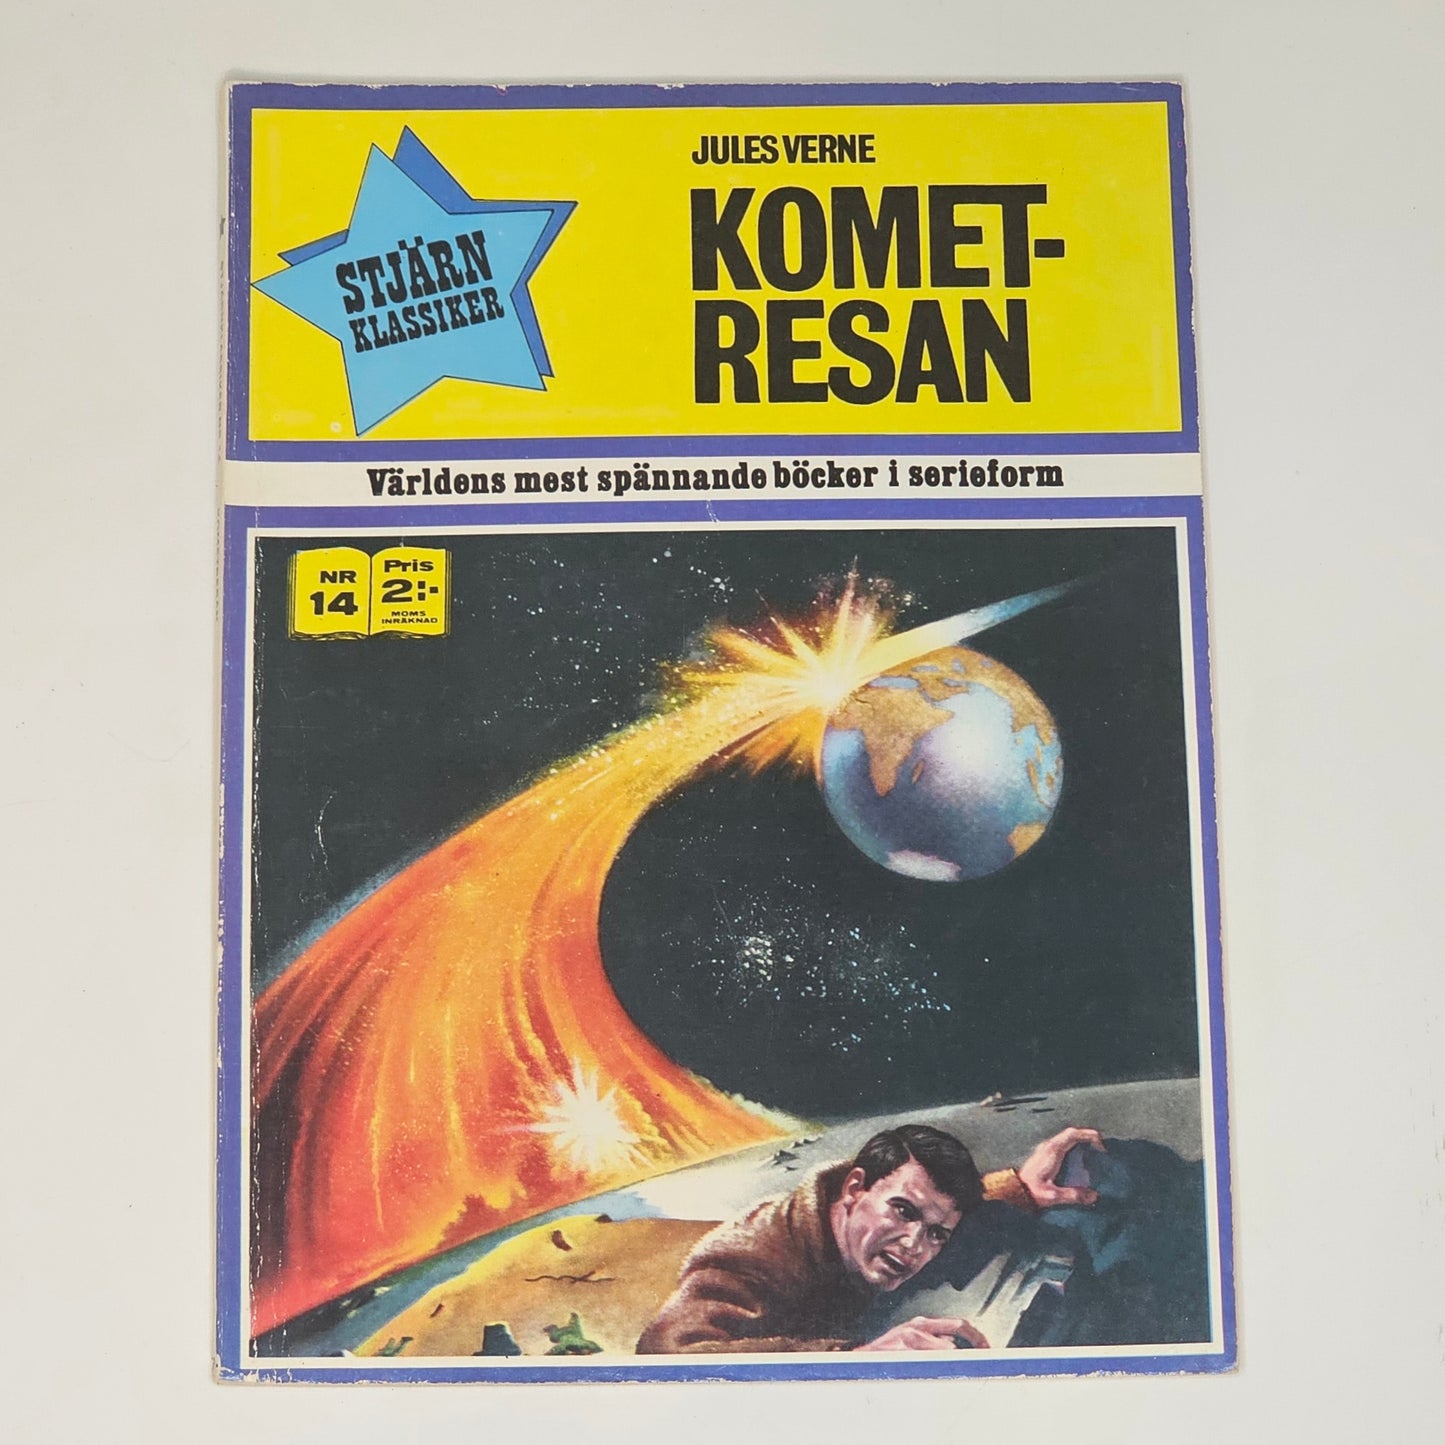 JULES VERNE
KOMET-
RESAN
STJÄRN
KLASSIKER
Världens mest spännande böcker i serieform
NR
14
Pris
2:-
MOMS
INRÄKNAD